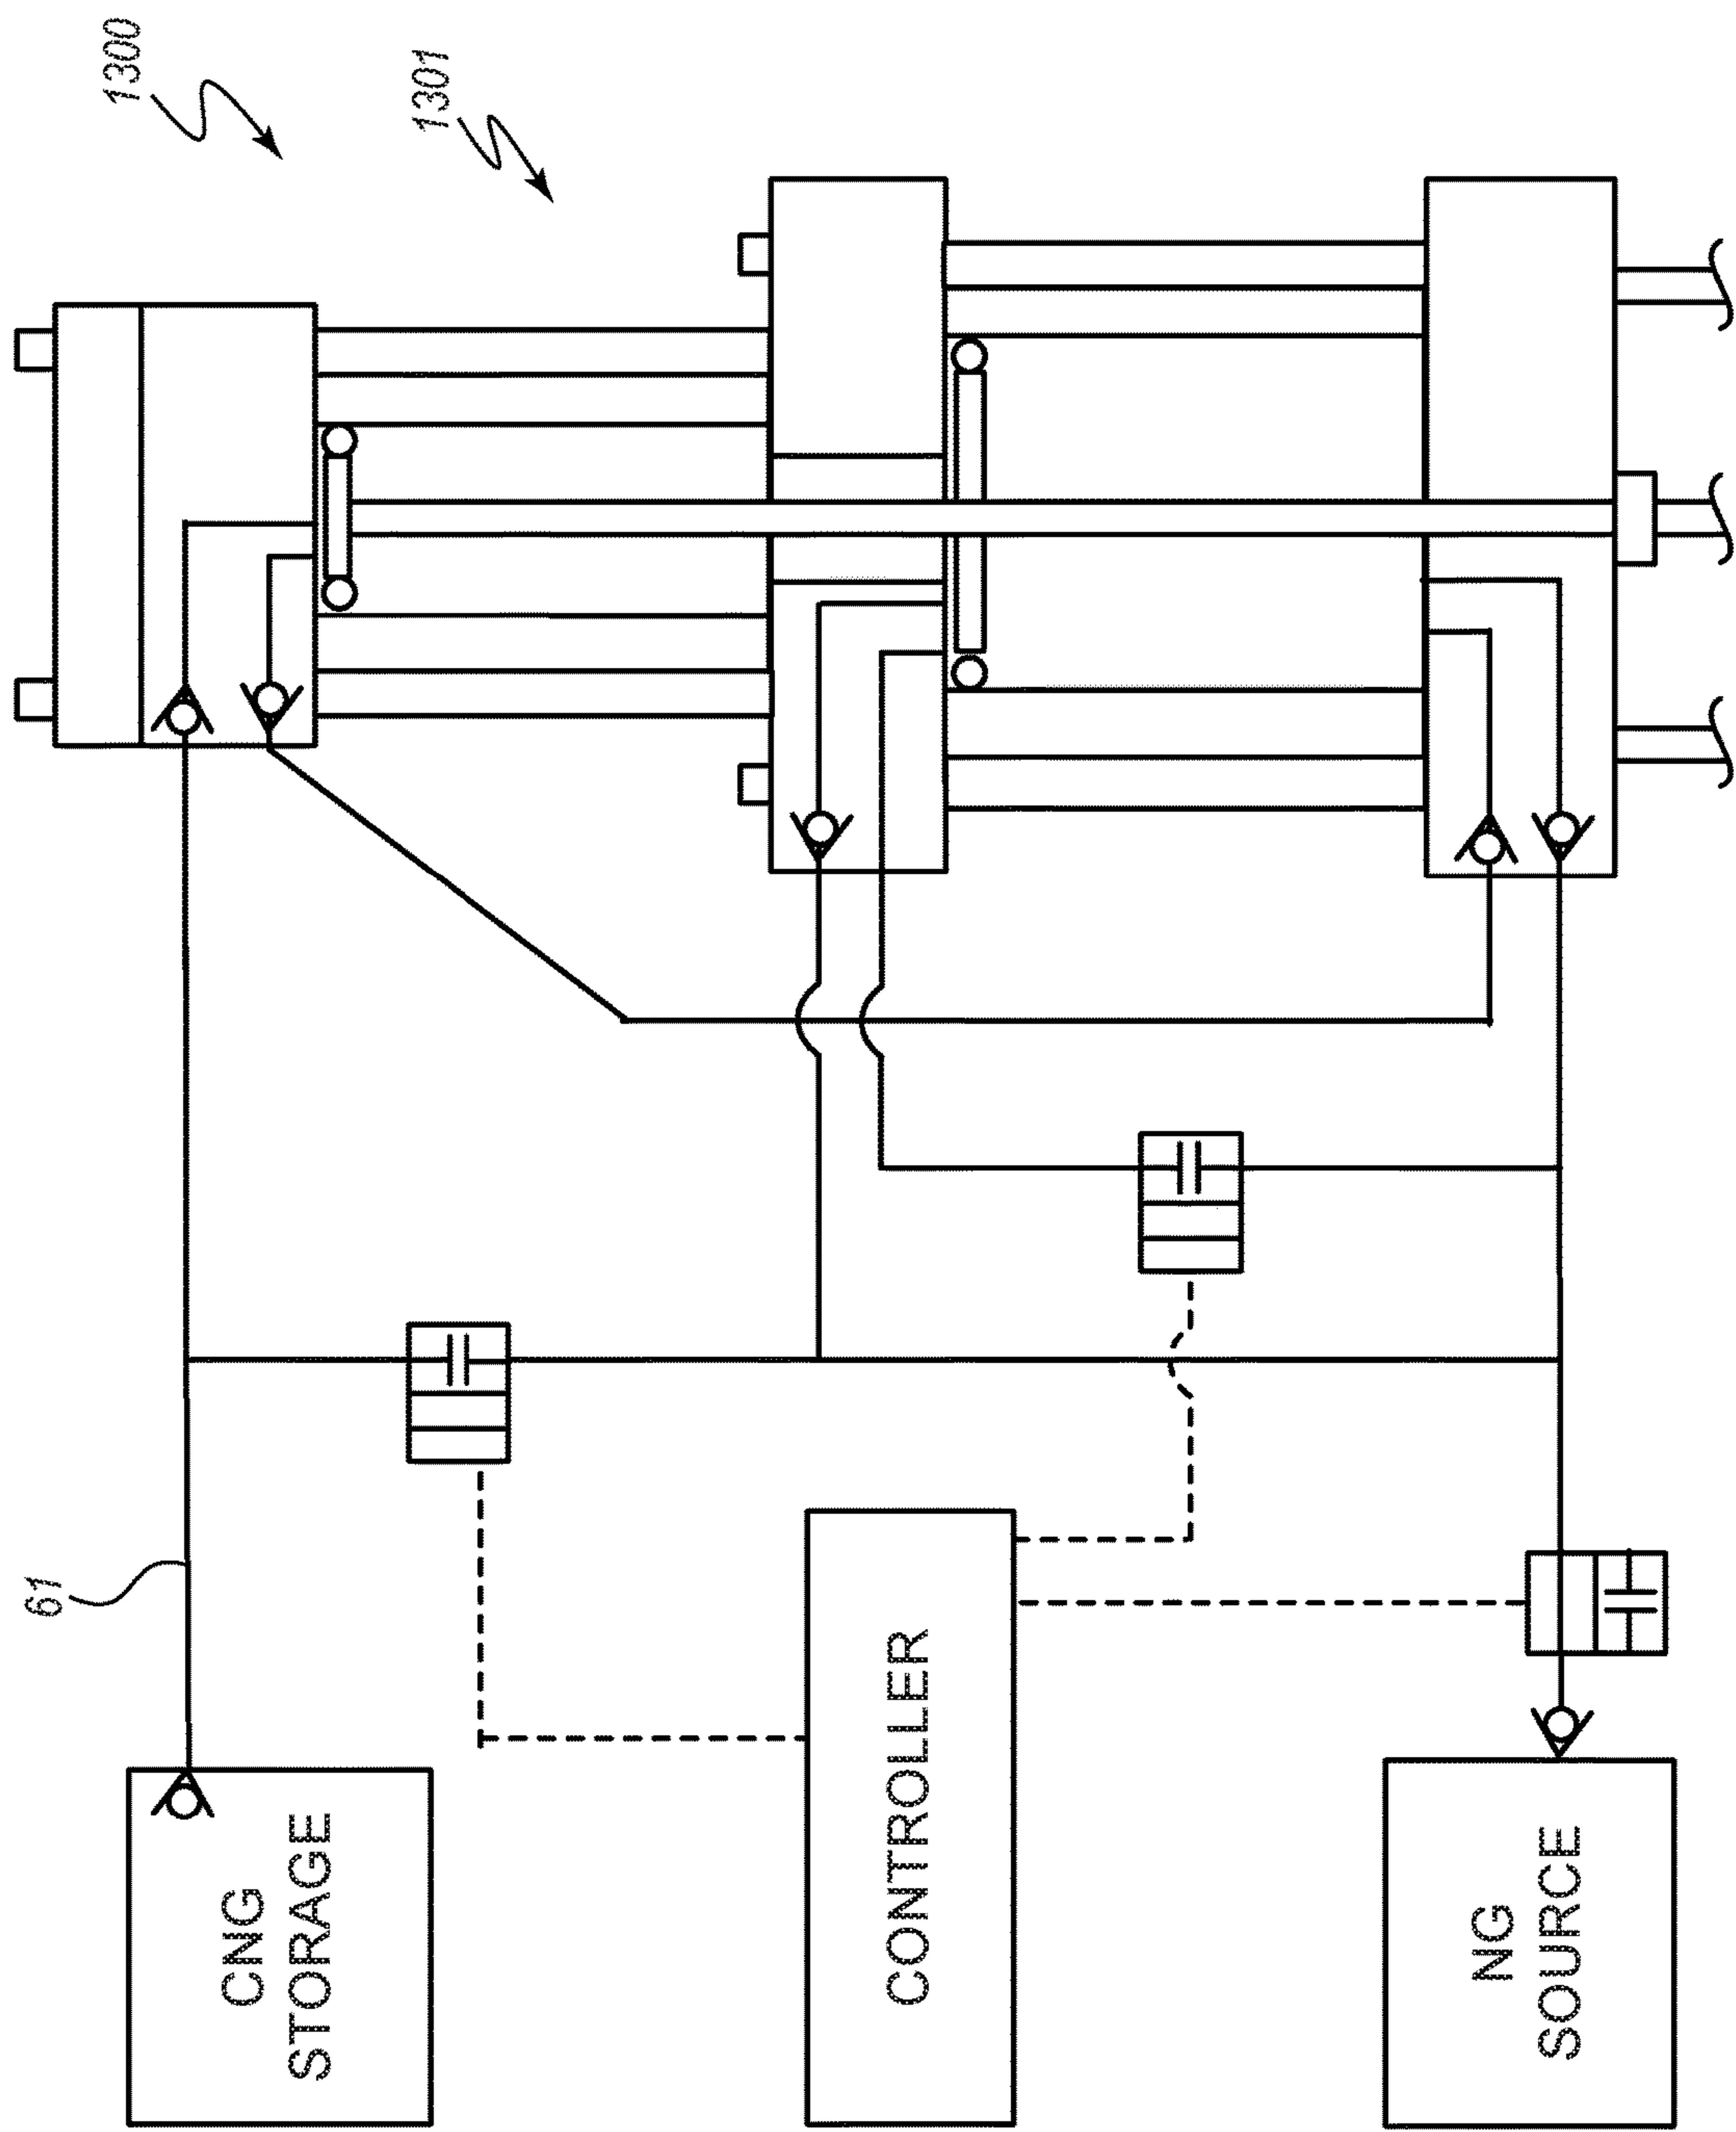 1300
1301
61
CNG
STORAGE
CONTROLLER
NG
SOURCE